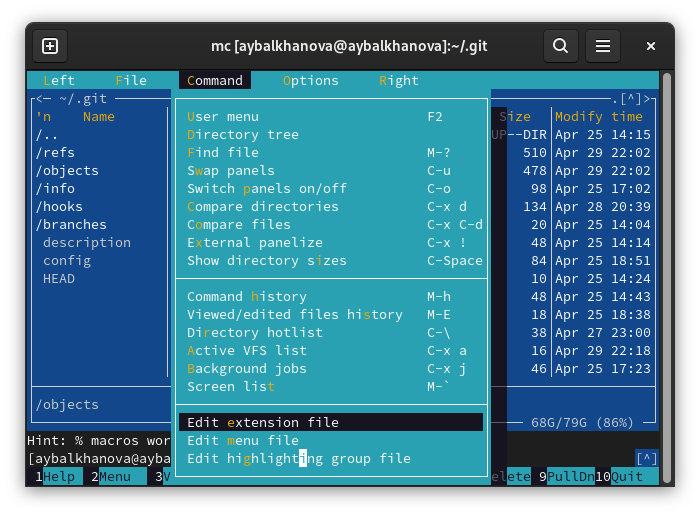 mc [aybalkhanova@aybalkhanova]:~/.git
Left File Command Options Right
<─ ~/.git .[^]>
'n Name Size Modify time
User menu F2
/.. Directory tree UP--DIR Apr 25 14:15
/refs Find file M-? 510 Apr 29 22:02
/objects Swap panels C-u 478 Apr 29 22:02
/info Switch panels on/off C-o 98 Apr 25 17:02
/hooks Compare directories C-x d 134 Apr 28 20:39
/branches Compare files C-x C-d 20 Apr 25 14:04
description External panelize C-x ! 48 Apr 25 14:14
config Show directory sizes C-Space 84 Apr 25 18:51
HEAD 10 Apr 25 14:24
Command history M-h 48 Apr 25 14:43
Viewed/edited files history M-E 18 Apr 25 18:38
Directory hotlist C-\ 38 Apr 27 23:00
Active VFS list C-x a 16 Apr 29 22:18
Background jobs C-x j 46 Apr 25 17:23
Screen list M-`
/objects
Edit extension file 68G/79G (86%)
Hint: % macros wor Edit menu file
[aybalkhanova@ayba Edit highlighting group file [^]
1Help 2Menu 3V elete 9PullDn 10Quit